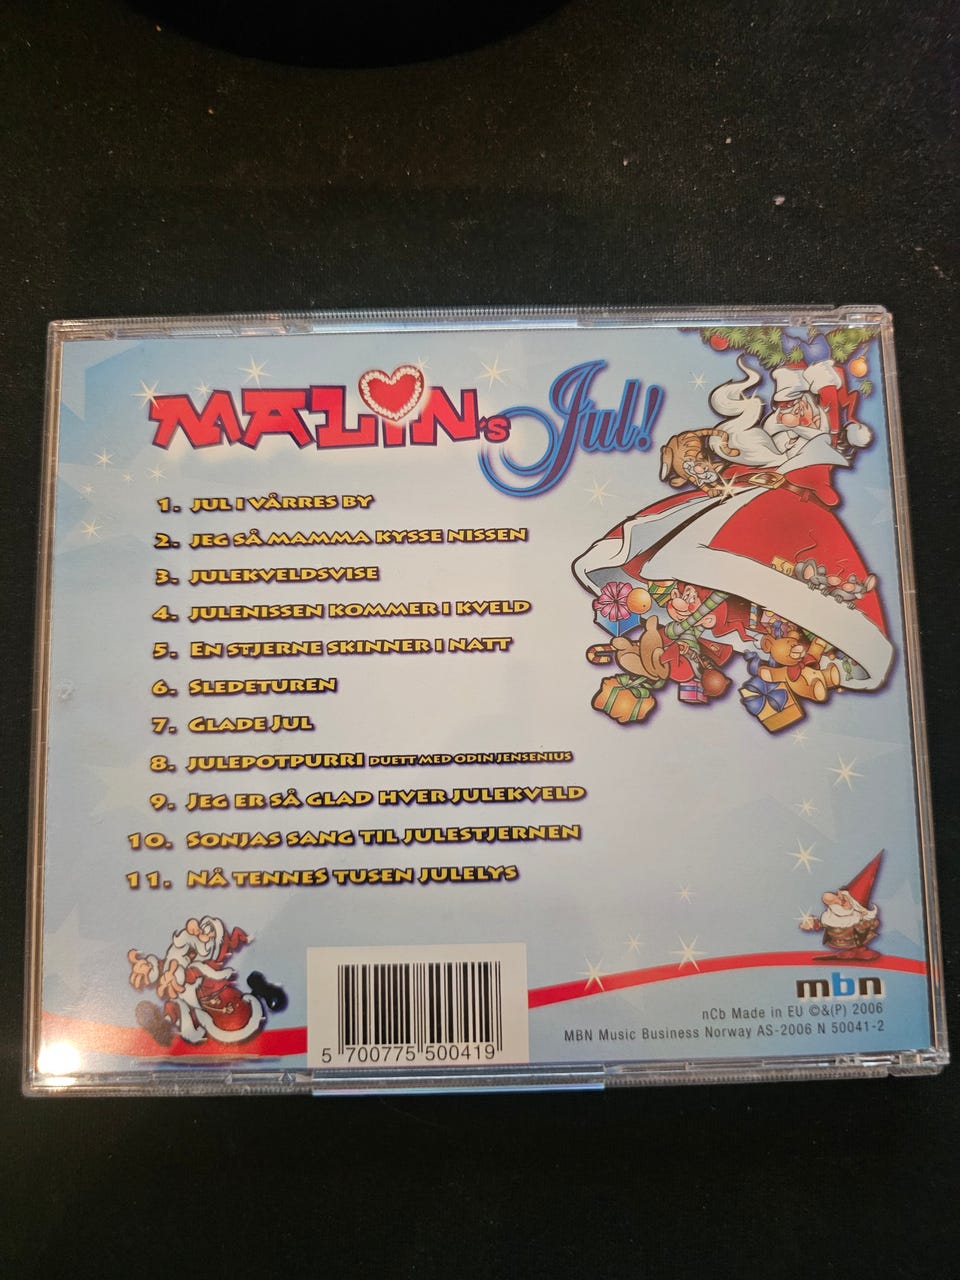 MALIN's Jul!
1. JUL I VÅRRES BY
2. JEG SÅ MAMMA KYSSE NISSEN
3. JULEKVELDSVISE
4. JULENISSEN KOMMER I KVELD
5. EN STJERNE SKINNER I NATT
6. SLEDETUREN
7. GLADE JUL
8. JULEPOTPURRI DUETT MED ODIN JENSENIUS
9. JEG ER SÅ GLAD HVER JULEKVELD
10. SONJAS SANG TIL JULESTJERNEN
11. NÅ TENNES TUSEN JULELYS
mbn
nCb Made in EU ©&(P) 2006
MBN Music Business Norway AS-2006 N 50041-2
5 700775 500419